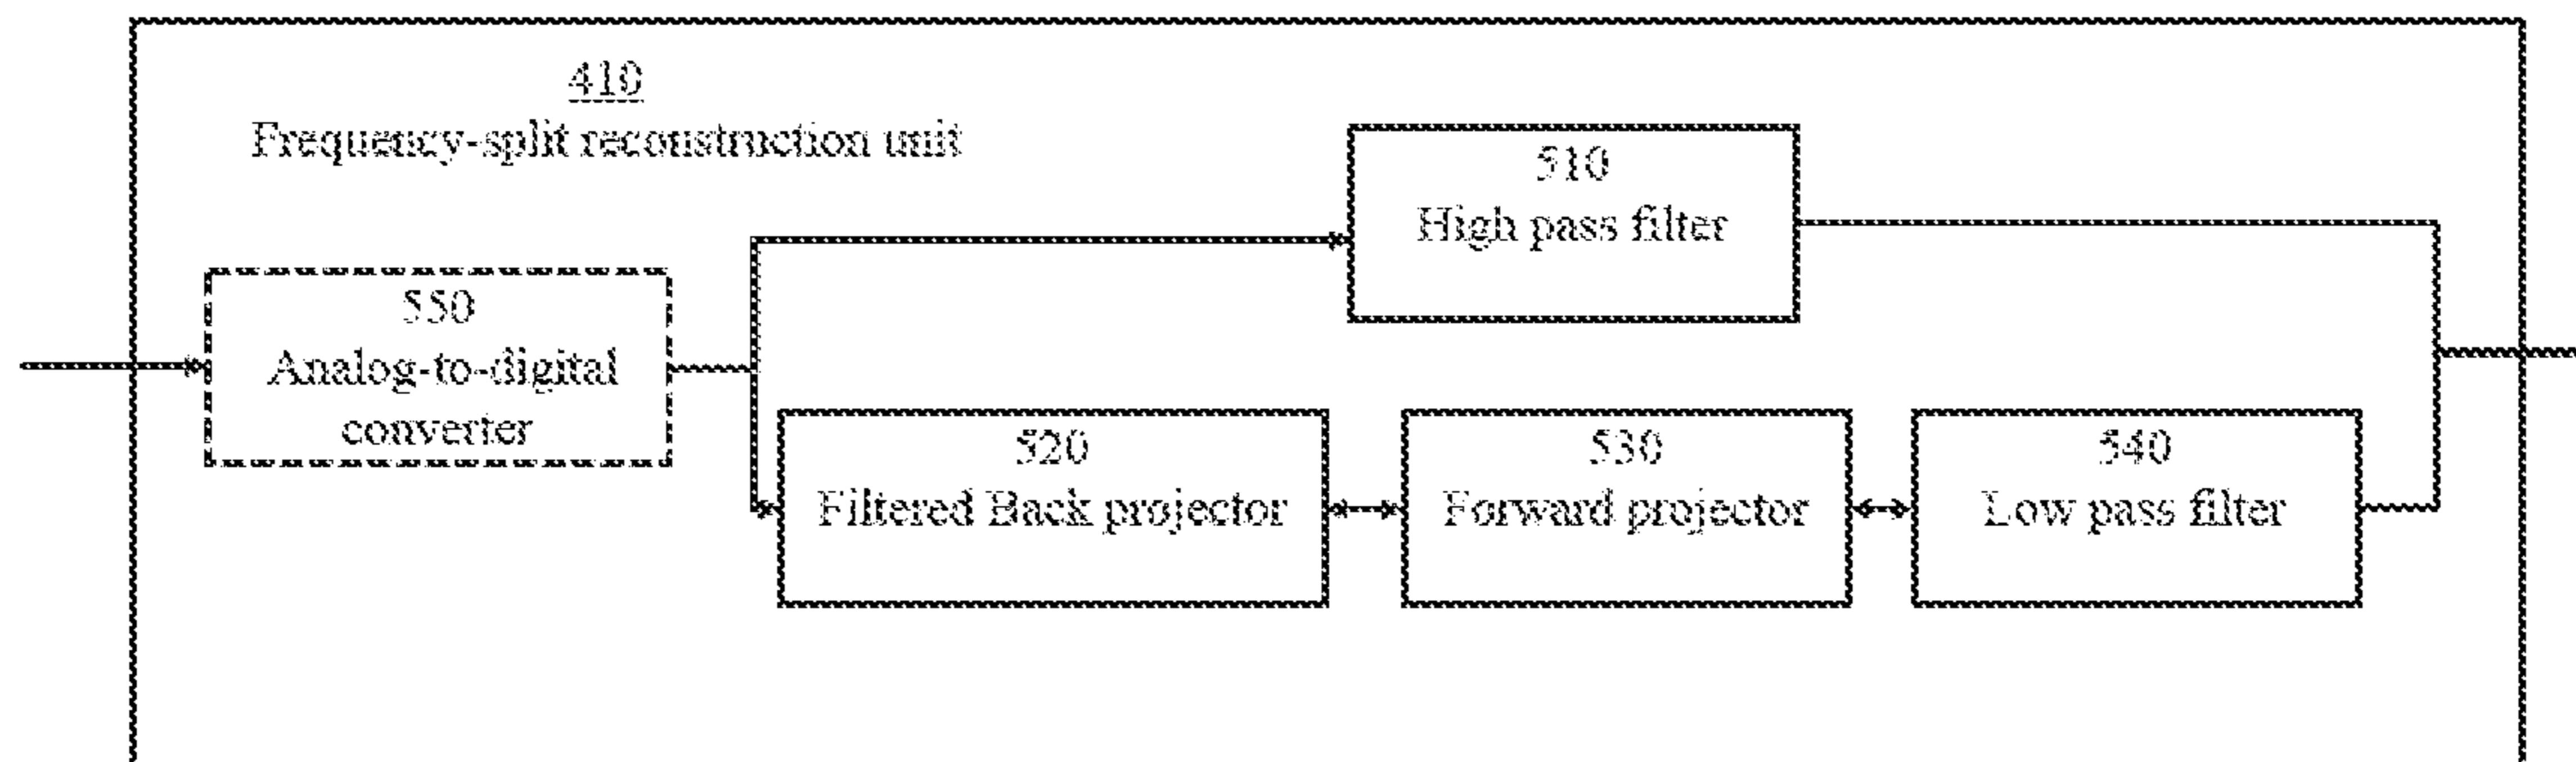 410
Frequency-split reconstruction unit
510
High pass filter
550
Analog-to-digital
converter
520
Filtered Back projector
530
Forward projector
540
Low pass filter